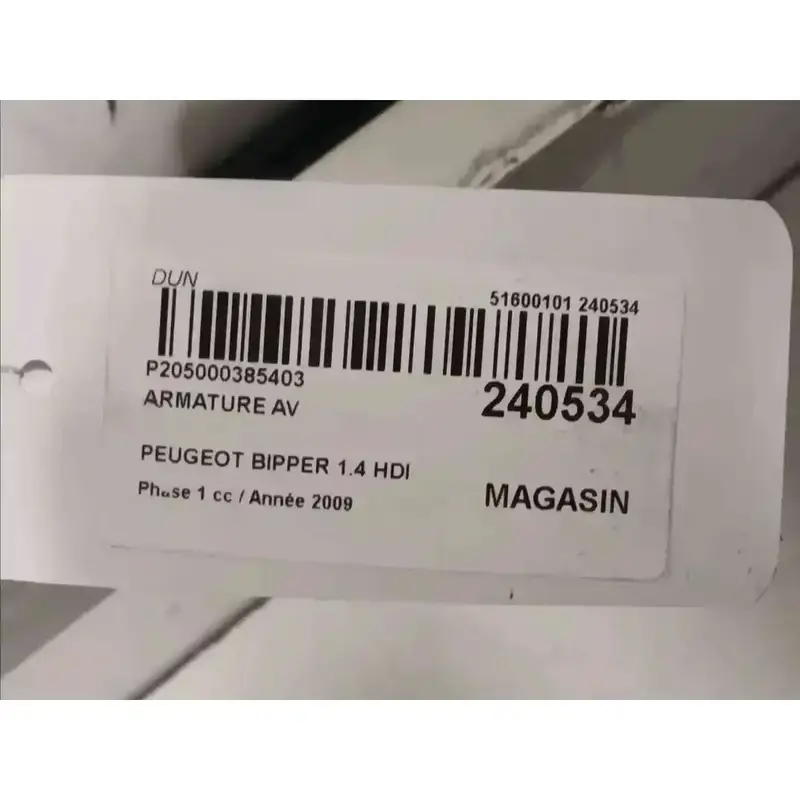 DUN
51600101 240534
P205000385403
240534
ARMATURE AV
PEUGEOT BIPPER 1.4 HDI
MAGASIN
Phase 1 cc / Année 2009